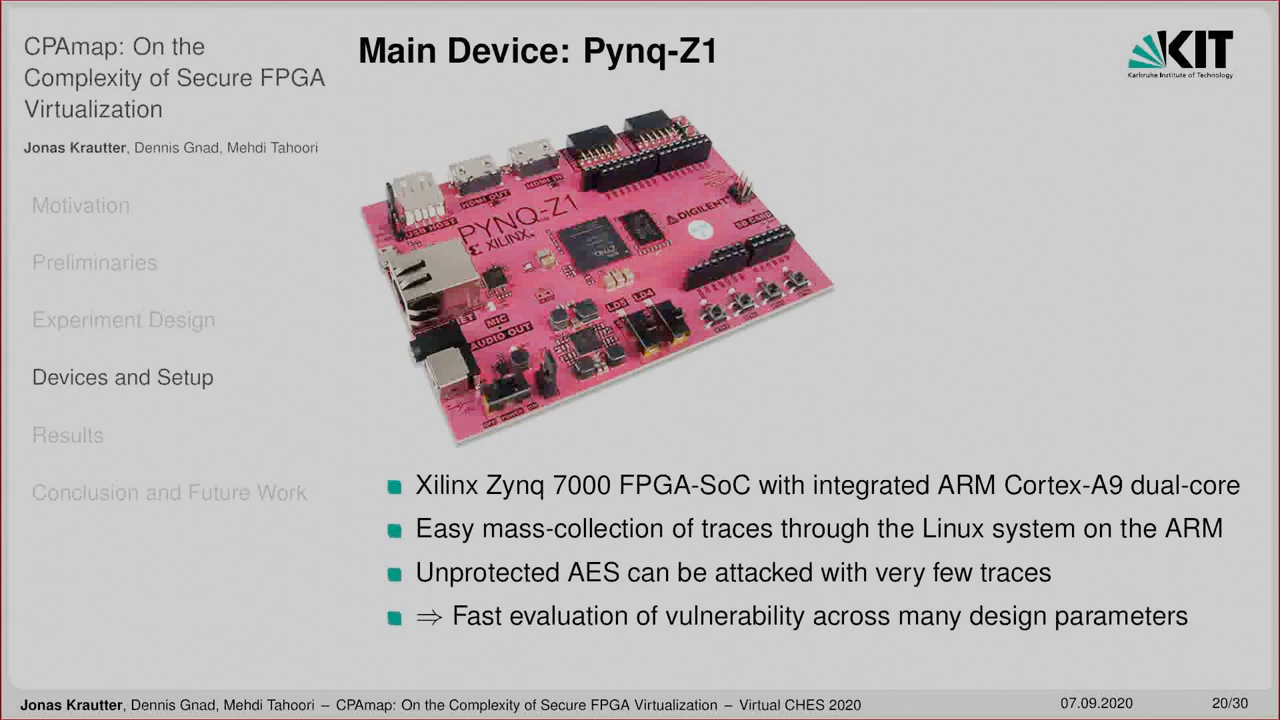 CPAmap: On the
Complexity of Secure FPGA
Virtualization
Jonas Krautter, Dennis Gnad, Mehdi Tahoori
Motivation
Preliminaries
Experiment Design
Devices and Setup
Results
Conclusion and Future Work
Main Device: Pynq-Z1
KIT
Karlsruhe Institute of Technology
HDMI OUT
HDMI IN
USB HOST
PYNQ-Z1
XILINX
DIGILENT
SD CARD
MIC
AUDIO OUT
LD5 LD4
Xilinx Zynq 7000 FPGA-SoC with integrated ARM Cortex-A9 dual-core
Easy mass-collection of traces through the Linux system on the ARM
Unprotected AES can be attacked with very few traces
⇒ Fast evaluation of vulnerability across many design parameters
Jonas Krautter, Dennis Gnad, Mehdi Tahoori – CPAmap: On the Complexity of Secure FPGA Virtualization – Virtual CHES 2020
07.09.2020
20/30